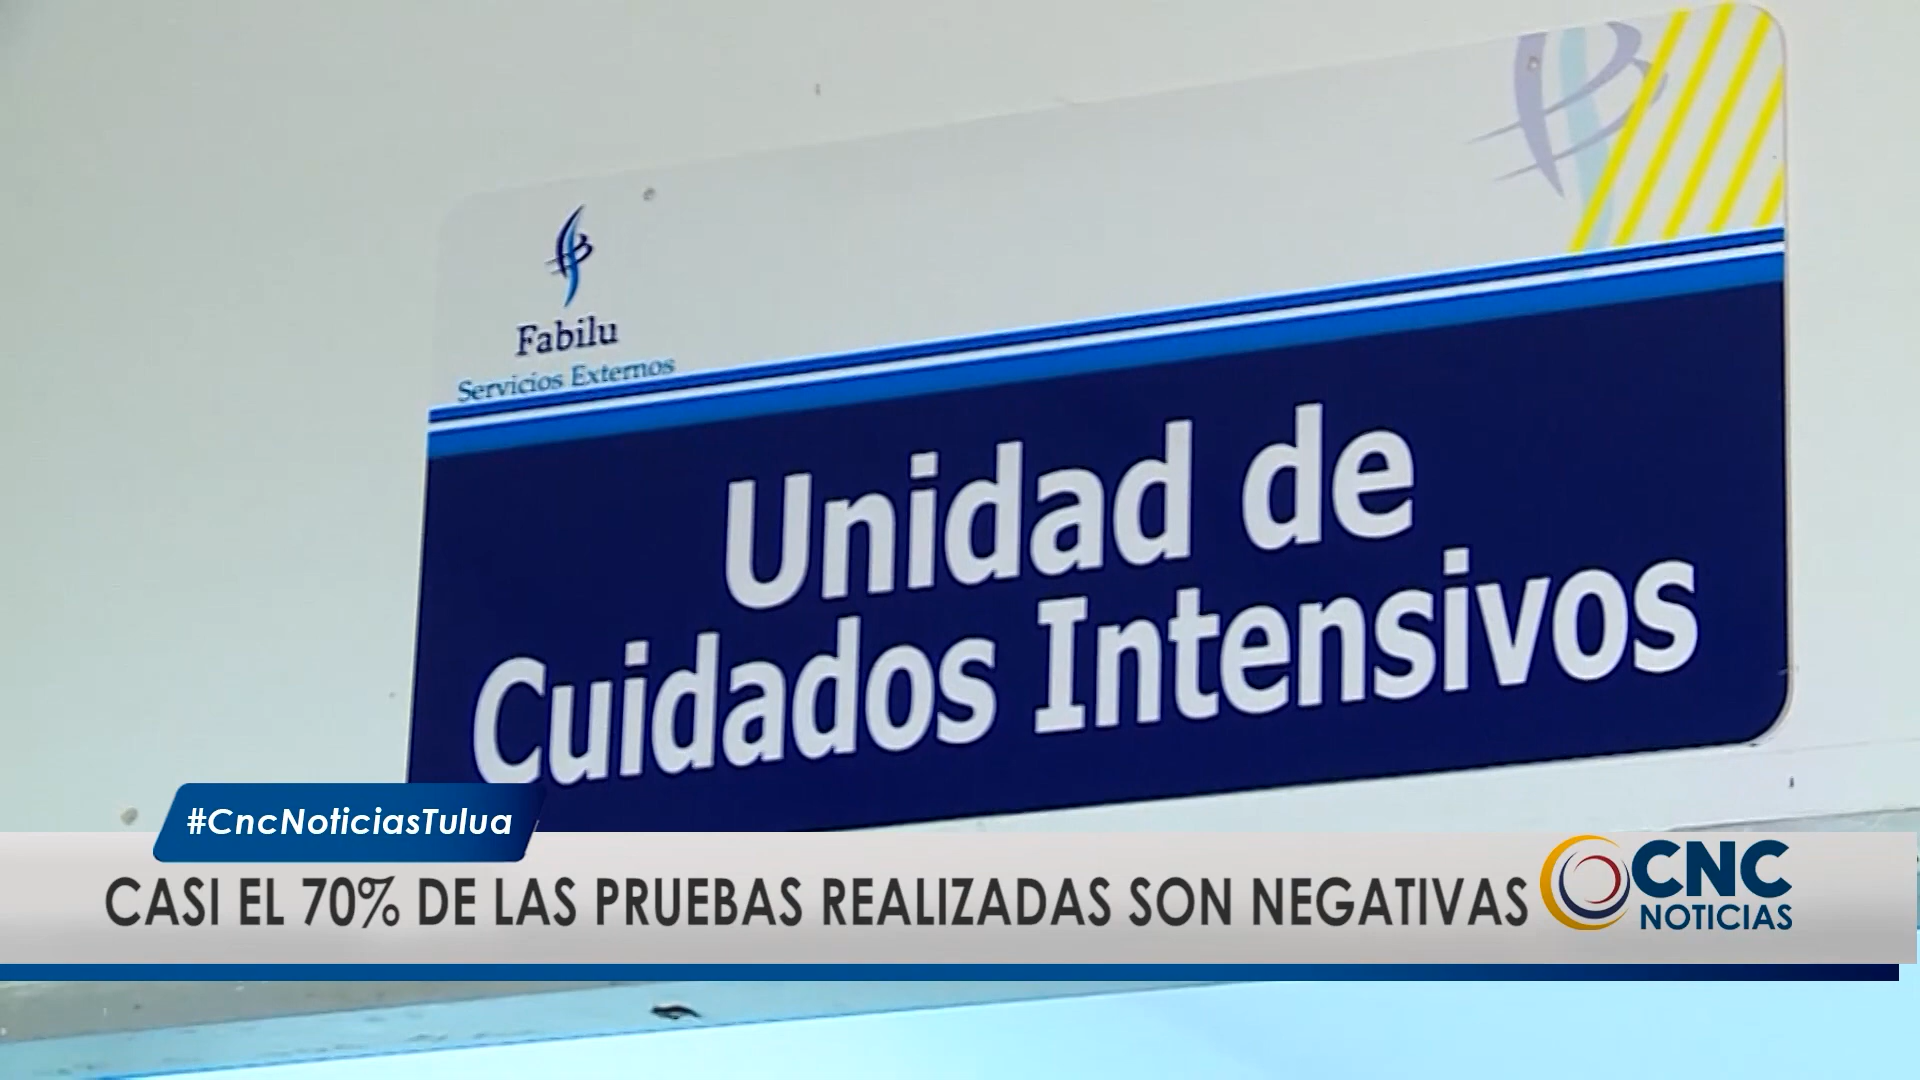 Fabilu
Servicios Externos
Unidad de
Cuidados Intensivos
#CncNoticiasTulua
CASI EL 70% DE LAS PRUEBAS REALIZADAS SON NEGATIVAS
CNC
NOTICIAS